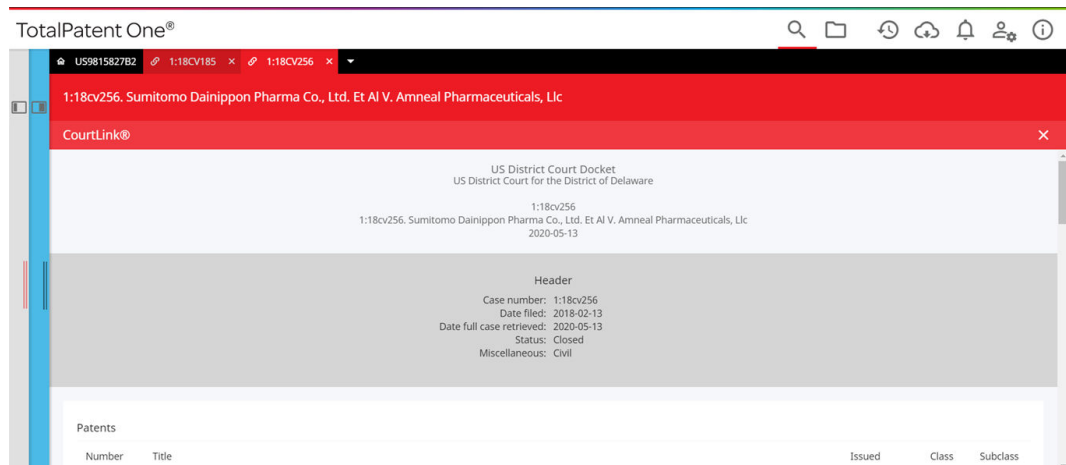 TotalPatent One®
US9815827B2 1:18CV185 × 1:18CV256 ×
1:18cv256. Sumitomo Dainippon Pharma Co., Ltd. Et Al V. Amneal Pharmaceuticals, Llc
CourtLink® ×
US District Court Docket
US District Court for the District of Delaware
1:18cv256
1:18cv256. Sumitomo Dainippon Pharma Co., Ltd. Et Al V. Amneal Pharmaceuticals, Llc
2020-05-13
Header
Case number: 1:18cv256
Date filed: 2018-02-13
Date full case retrieved: 2020-05-13
Status: Closed
Miscellaneous: Civil
Patents
Number Title Issued Class Subclass